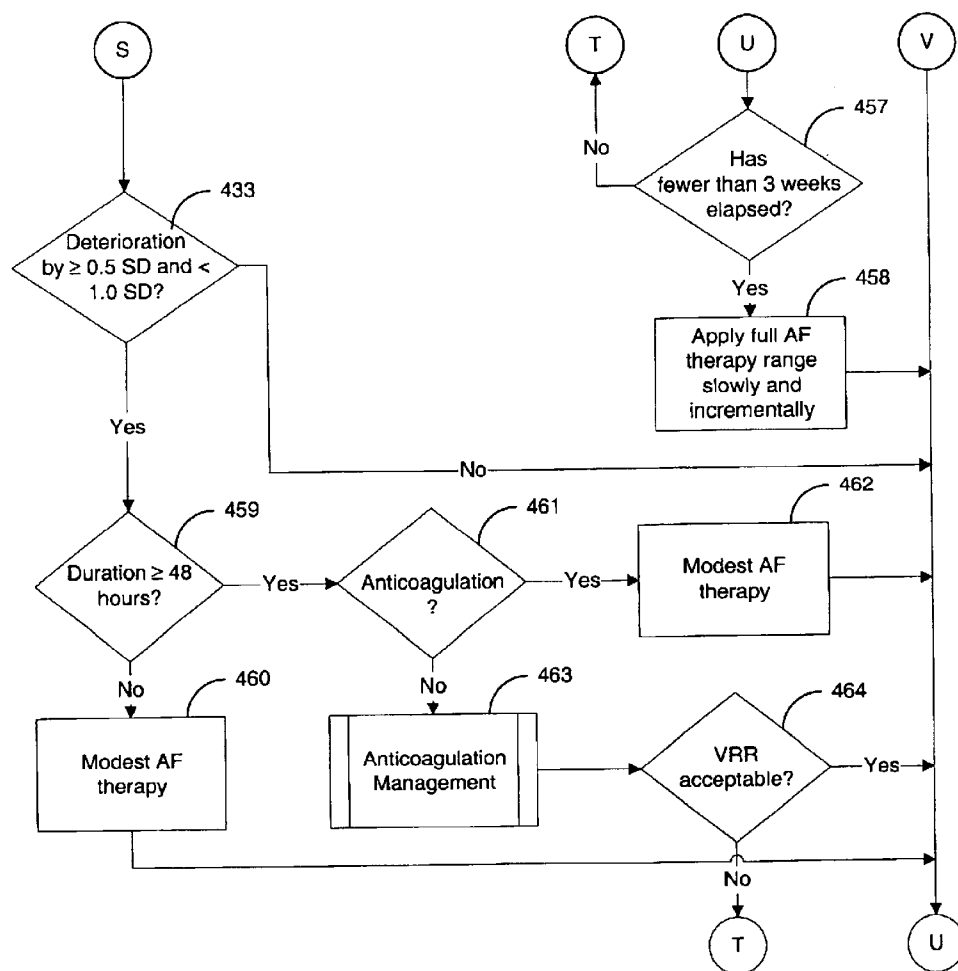 S
T
U
V
457
No
Has
fewer than 3 weeks
elapsed?
433
Deterioration
by ≥ 0.5 SD and <
1.0 SD?
Yes
458
Apply full AF
therapy range
slowly and
incrementally
Yes
No
459
461
462
Duration ≥ 48
hours?
Yes
Anticoagulation
?
Yes
Modest AF
therapy
No
460
No
463
464
Modest AF
therapy
Anticoagulation
Management
VRR
acceptable?
Yes
No
T
U